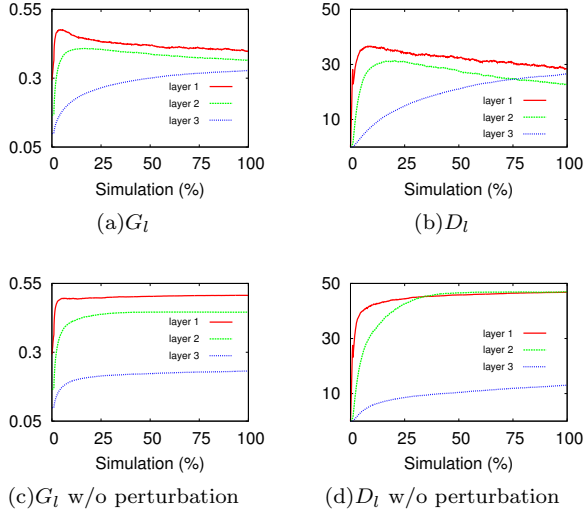 0.55
0.3
0.05
layer 1
layer 2
layer 3
0 25 50 75 100
Simulation (%)
(a)G_l
50
30
10
layer 1
layer 2
layer 3
0 25 50 75 100
Simulation (%)
(b)D_l
0.55
0.3
0.05
layer 1
layer 2
layer 3
0 25 50 75 100
Simulation (%)
(c)G_l w/o perturbation
50
30
10
layer 1
layer 2
layer 3
0 25 50 75 100
Simulation (%)
(d)D_l w/o perturbation